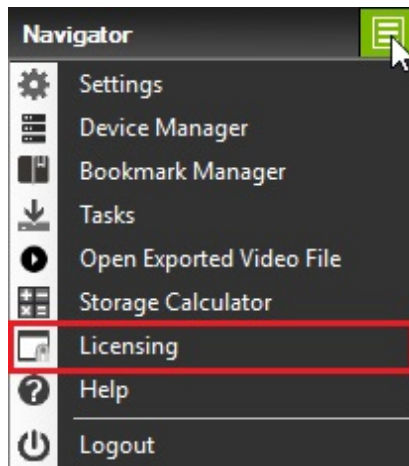 Navigator
Settings
Device Manager
Bookmark Manager
Tasks
Open Exported Video File
Storage Calculator
Licensing
Help
Logout